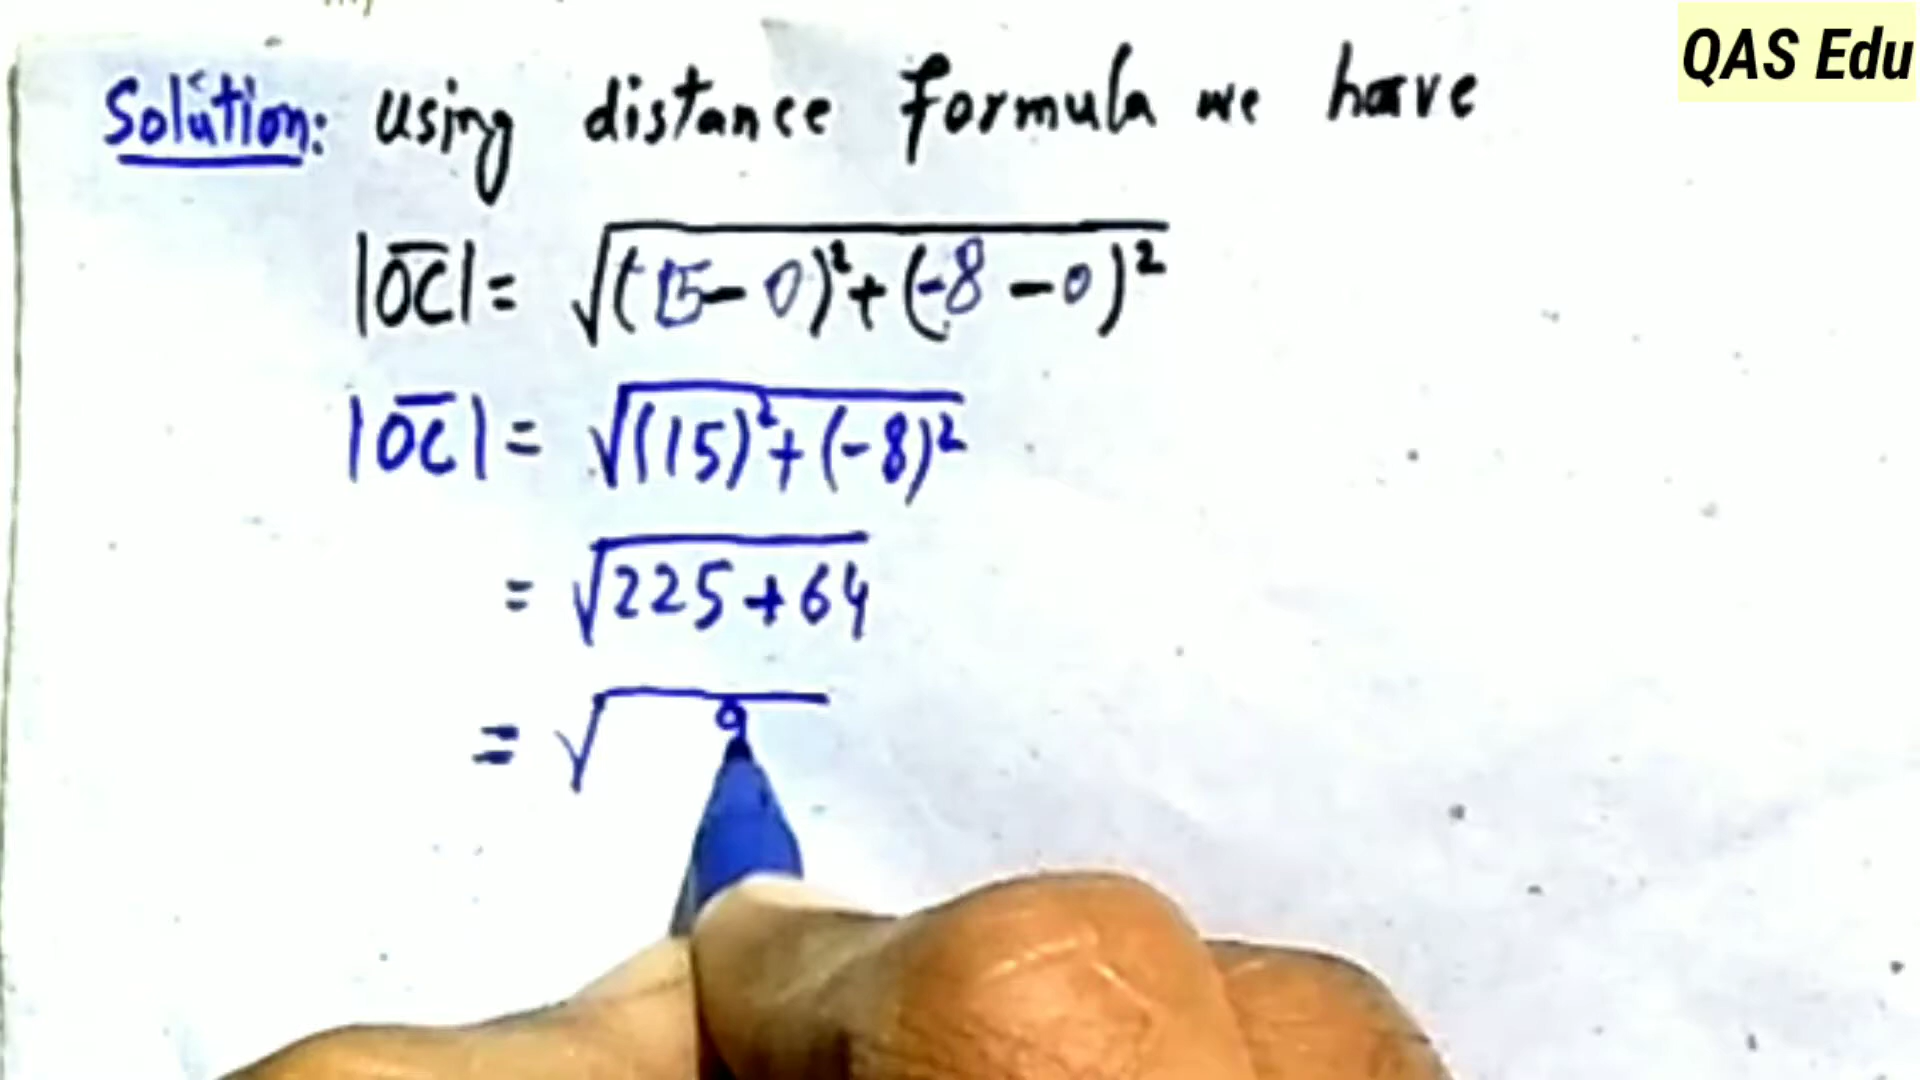 QAS Edu
Solution: using distance formula we have
|OC| = √(15-0)²+(-8-0)²
|OC| = √(15)²+(-8)²
= √225+64
= √9